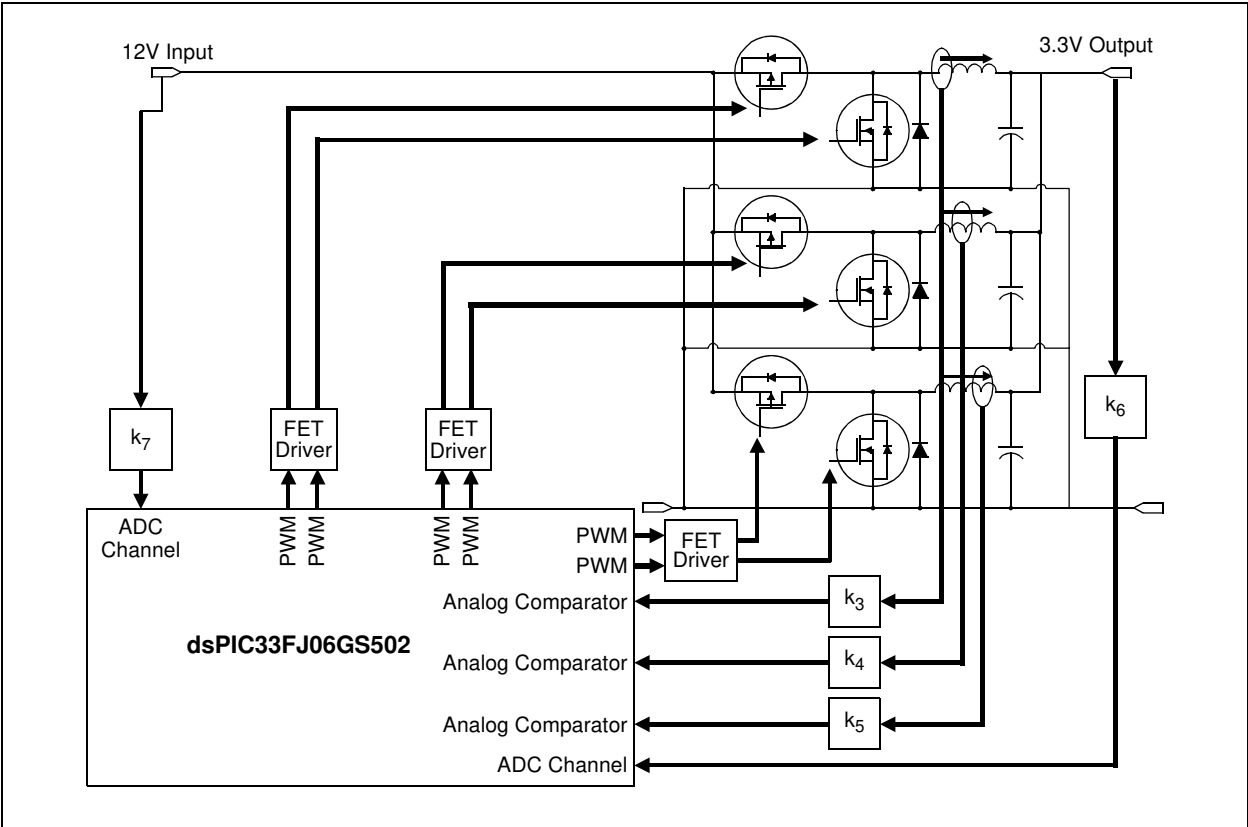 12V Input
3.3V Output
k7
FET
Driver
FET
Driver
k6
ADC
Channel
PWM
PWM
PWM
PWM
PWM
PWM
FET
Driver
Analog Comparator
k3
dsPIC33FJ06GS502
Analog Comparator
k4
Analog Comparator
k5
ADC Channel